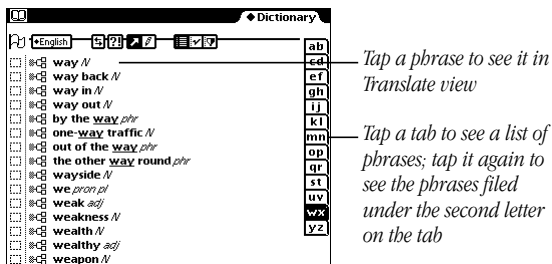 Dictionary
English
way N
way back N
way in N
way out N
by the way phr
one-way traffic N
out of the way phr
the other way round phr
wayside N
we pron pl
weak adj
weakness N
wealth N
wealthy adj
weapon N
ab
cd
ef
gh
ij
kl
mn
op
qr
st
uv
wx
yz
Tap a phrase to see it in
Translate view
Tap a tab to see a list of
phrases; tap it again to
see the phrases filed
under the second letter
on the tab